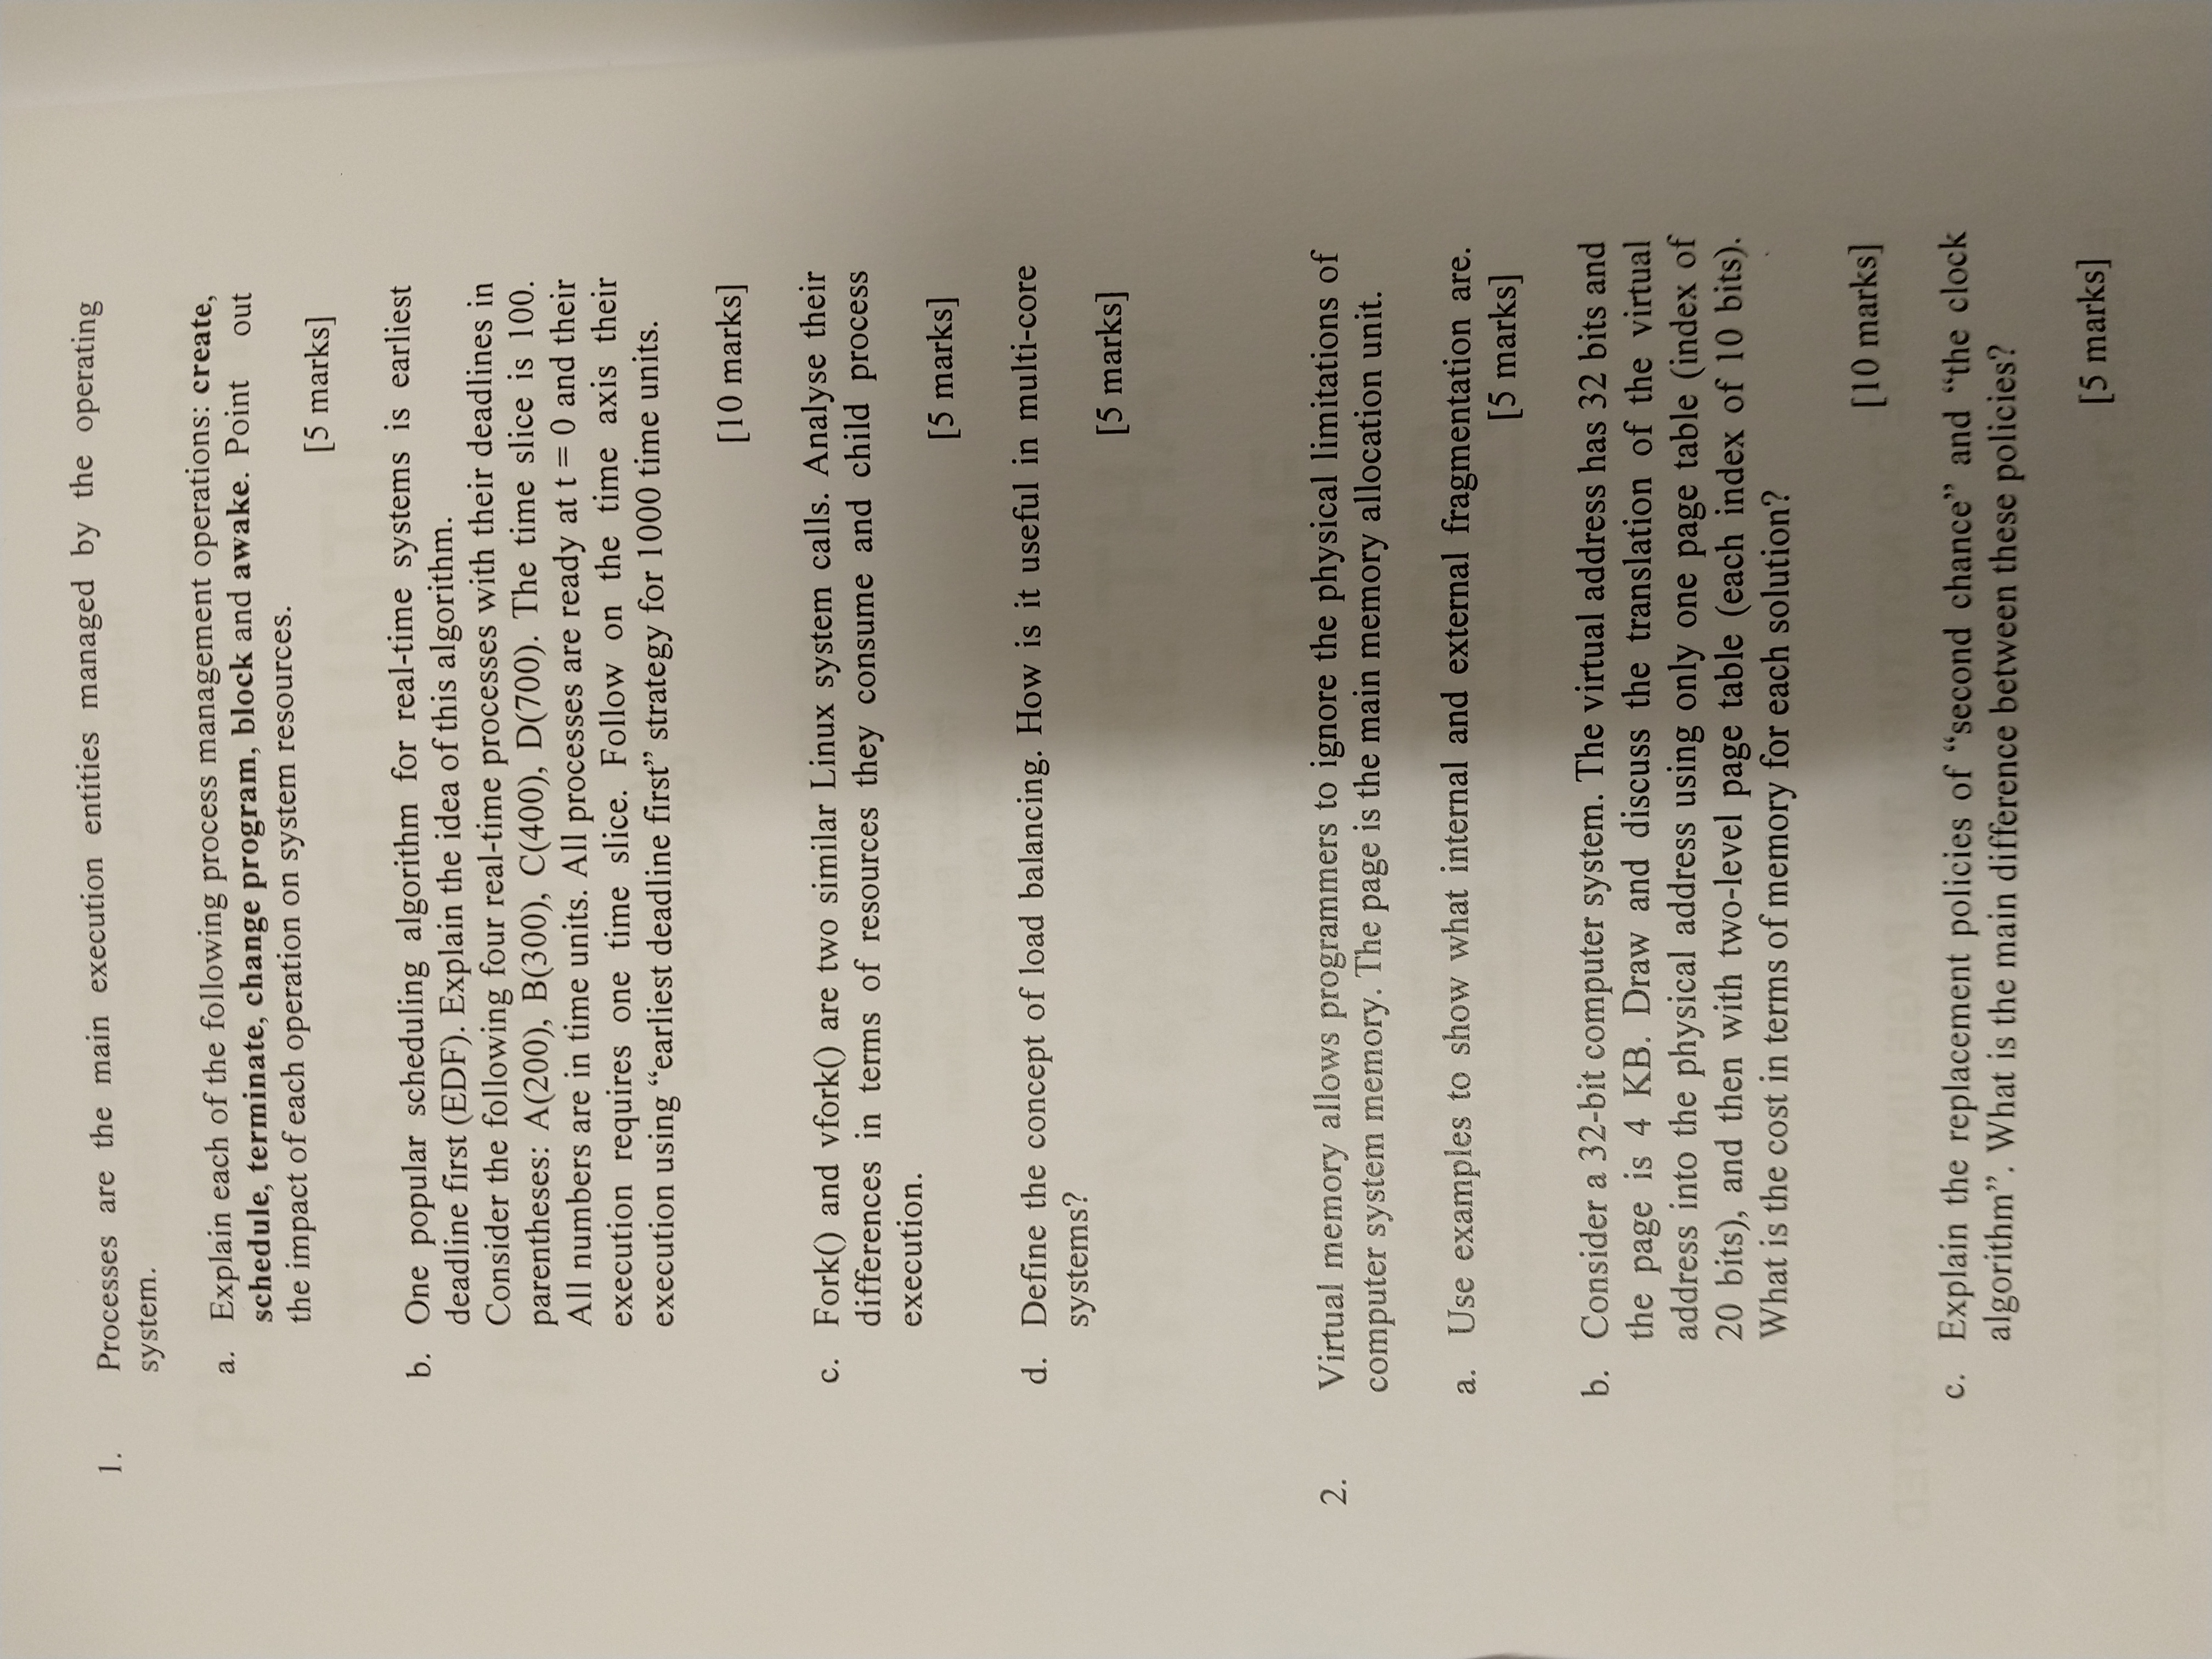 1. Processes are the main execution entities managed by the operating
system.
a. Explain each of the following process management operations: create,
schedule, terminate, change program, block and awake. Point out
the impact of each operation on system resources.
[5 marks]
b. One popular scheduling algorithm for real-time systems is earliest
deadline first (EDF). Explain the idea of this algorithm.
Consider the following four real-time processes with their deadlines in
parentheses: A(200), B(300), C(400), D(700). The time slice is 100.
All numbers are in time units. All processes are ready at t = 0 and their
execution requires one time slice. Follow on the time axis their
execution using “earliest deadline first” strategy for 1000 time units.
[10 marks]
c. Fork() and vfork() are two similar Linux system calls. Analyse their
differences in terms of resources they consume and child process
execution.
[5 marks]
d. Define the concept of load balancing. How is it useful in multi-core
systems?
[5 marks]
2. Virtual memory allows programmers to ignore the physical limitations of
computer system memory. The page is the main memory allocation unit.
a. Use examples to show what internal and external fragmentation are.
[5 marks]
b. Consider a 32-bit computer system. The virtual address has 32 bits and
the page is 4 KB. Draw and discuss the translation of the virtual
address into the physical address using only one page table (index of
20 bits), and then with two-level page table (each index of 10 bits).
What is the cost in terms of memory for each solution?
[10 marks]
c. Explain the replacement policies of “second chance” and “the clock
algorithm”. What is the main difference between these policies?
[5 marks]